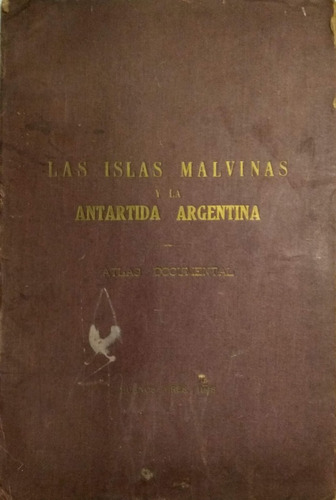 LAS ISLAS MALVINAS
Y LA
ANTARTIDA ARGENTINA
ATLAS DOCUMENTAL